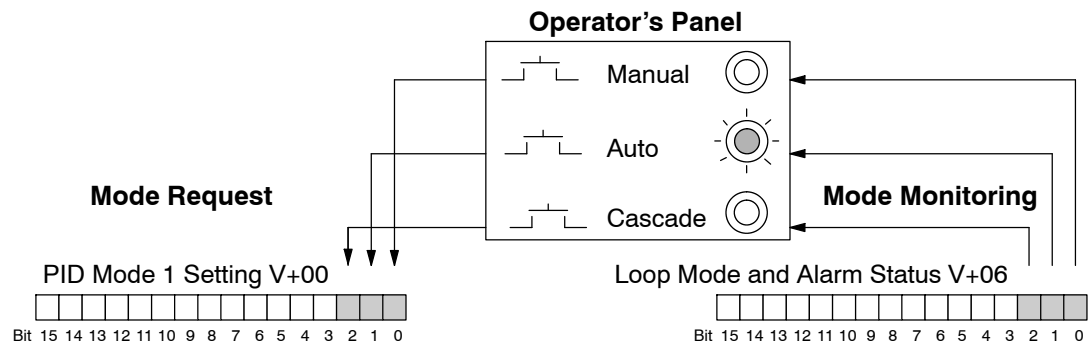 Operator's Panel
Manual
Auto
Cascade
Mode Request
Mode Monitoring
PID Mode 1 Setting V+00
Loop Mode and Alarm Status V+06
Bit 15 14 13 12 11 10 9 8 7 6 5 4 3 2 1 0
Bit 15 14 13 12 11 10 9 8 7 6 5 4 3 2 1 0